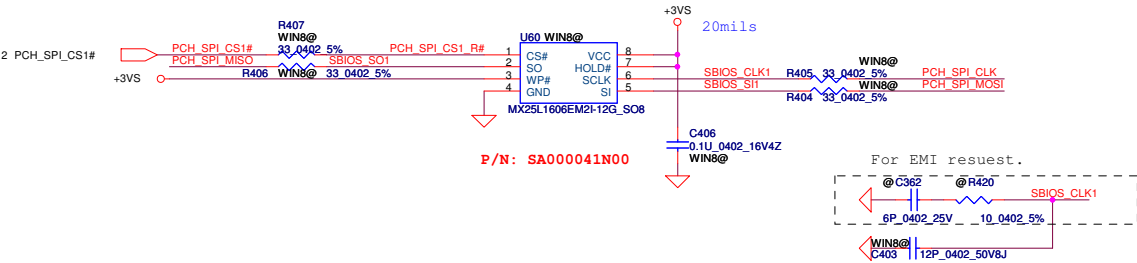 +3VS
20mils
R407
WIN8@
33_0402_5%
2 PCH_SPI_CS1#
PCH_SPI_CS1#
PCH_SPI_CS1_R#
PCH_SPI_MISO
SBIOS_SO1
R406
WIN8@
33_0402_5%
+3VS
U60 WIN8@
1 CS# VCC 8
2 SO HOLD# 7
3 WP# SCLK 6
4 GND SI 5
MX25L1606EM2I-12G_SO8
SBIOS_CLK1
SBIOS_SI1
WIN8@
R405 33_0402_5%
PCH_SPI_CLK
WIN8@
R404 33_0402_5%
PCH_SPI_MOSI
C406
0.1U_0402_16V4Z
WIN8@
P/N: SA000041N00
For EMI resuest.
@ C362
@ R420
SBIOS_CLK1
6P_0402_25V
10_0402_5%
WIN8@
C403
12P_0402_50V8J